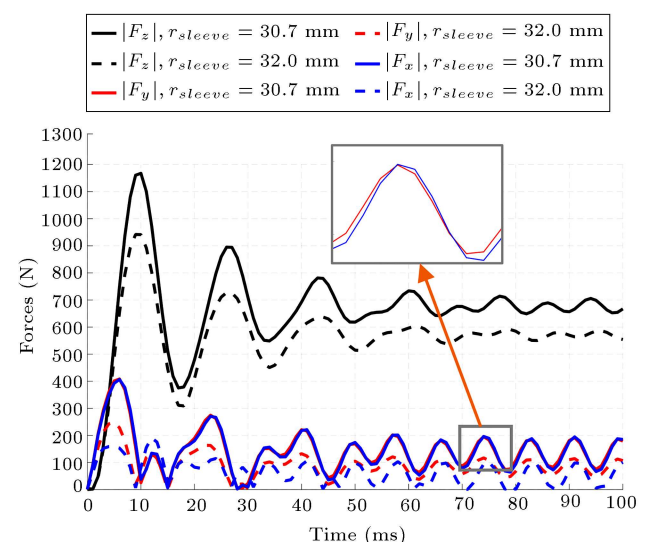 |F_z|, r_sleeve = 30.7 mm
|F_z|, r_sleeve = 32.0 mm
|F_y|, r_sleeve = 30.7 mm
|F_y|, r_sleeve = 32.0 mm
|F_x|, r_sleeve = 30.7 mm
|F_x|, r_sleeve = 32.0 mm
Forces (N)
1300
1200
1100
1000
900
800
700
600
500
400
300
200
100
0
0 10 20 30 40 50 60 70 80 90 100
Time (ms)